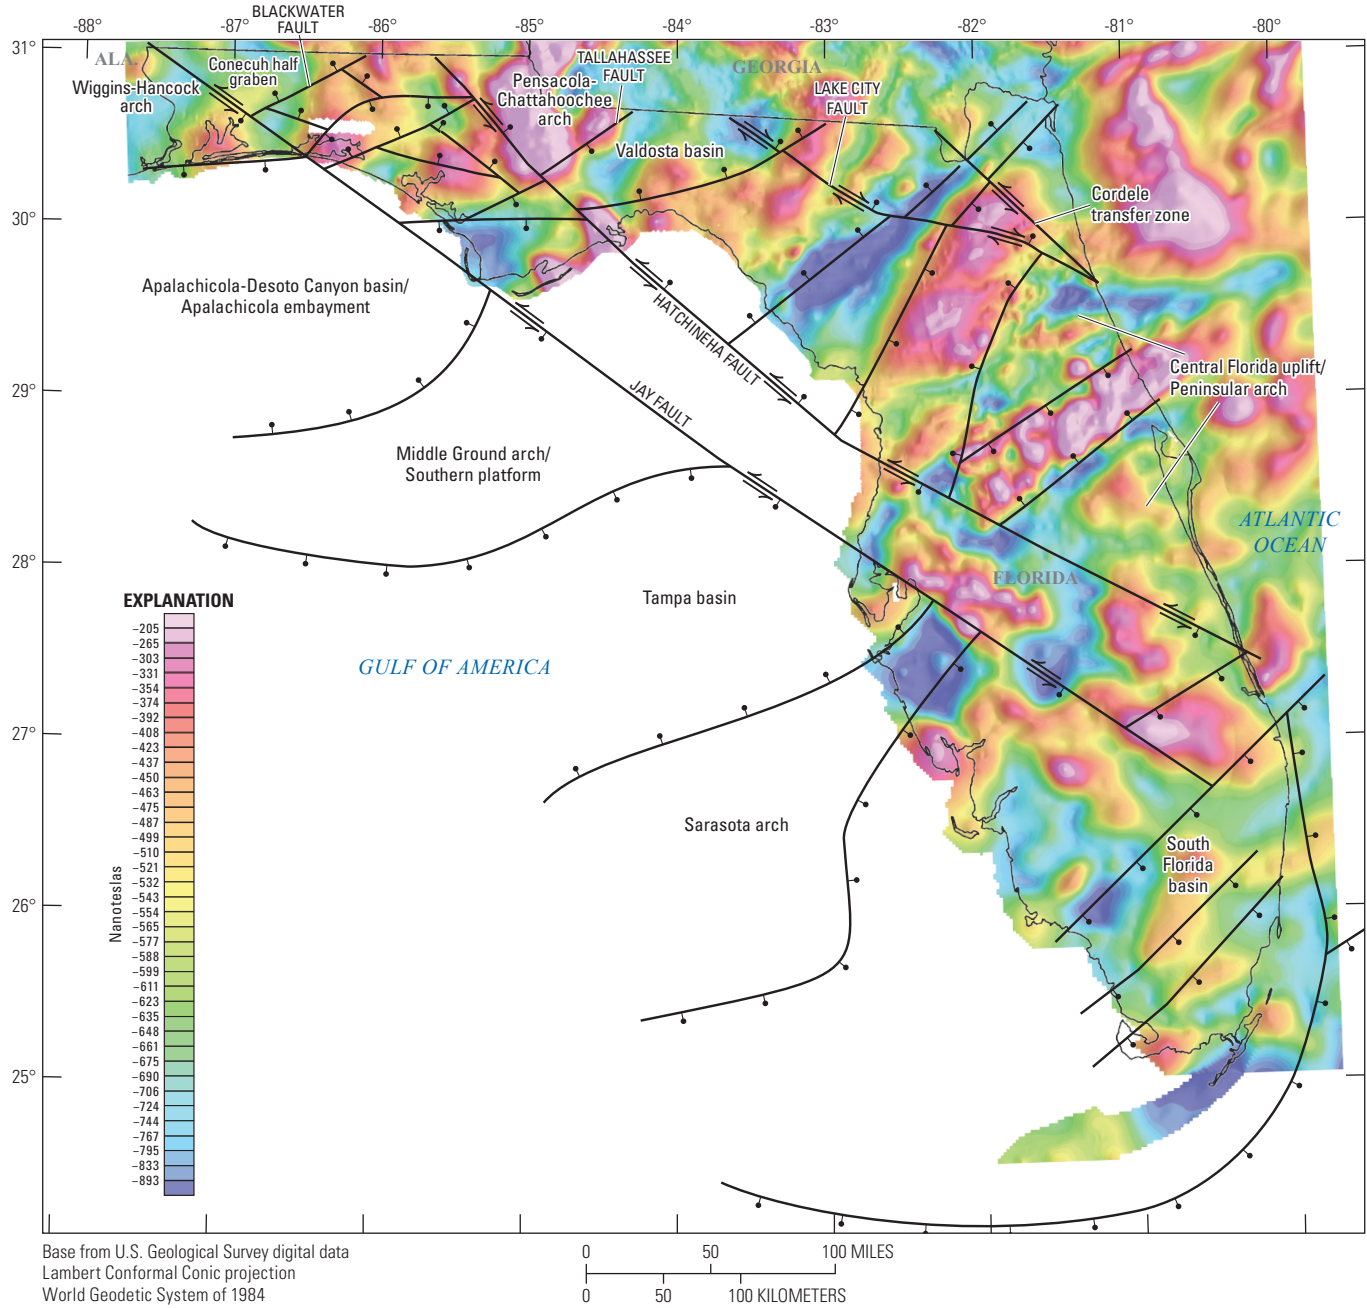 -88°
-87°
-86°
-85°
-84°
-83°
-82°
-81°
-80°
31°
30°
29°
28°
27°
26°
25°
BLACKWATER
FAULT
ALA.
Conecuh half
graben
Wiggins-Hancock
arch
Pensacola-
Chattahoochee
arch
TALLAHASSEE
FAULT
GEORGIA
LAKE CITY
FAULT
Valdosta basin
Cordele
transfer zone
Apalachicola-Desoto Canyon basin/
Apalachicola embayment
HATCHINEHA FAULT
JAY FAULT
Central Florida uplift/
Peninsular arch
Middle Ground arch/
Southern platform
ATLANTIC
OCEAN
FLORIDA
Tampa basin
GULF OF AMERICA
Sarasota arch
South
Florida
basin
EXPLANATION
Nanoteslas
−205
−265
−303
−331
−354
−374
−392
−408
−423
−437
−450
−463
−475
−487
−499
−510
−521
−532
−543
−554
−565
−577
−588
−599
−611
−623
−635
−648
−661
−675
−690
−706
−724
−744
−767
−795
−833
−893
Base from U.S. Geological Survey digital data
Lambert Conformal Conic projection
World Geodetic System of 1984
0 50 100 MILES
0 50 100 KILOMETERS